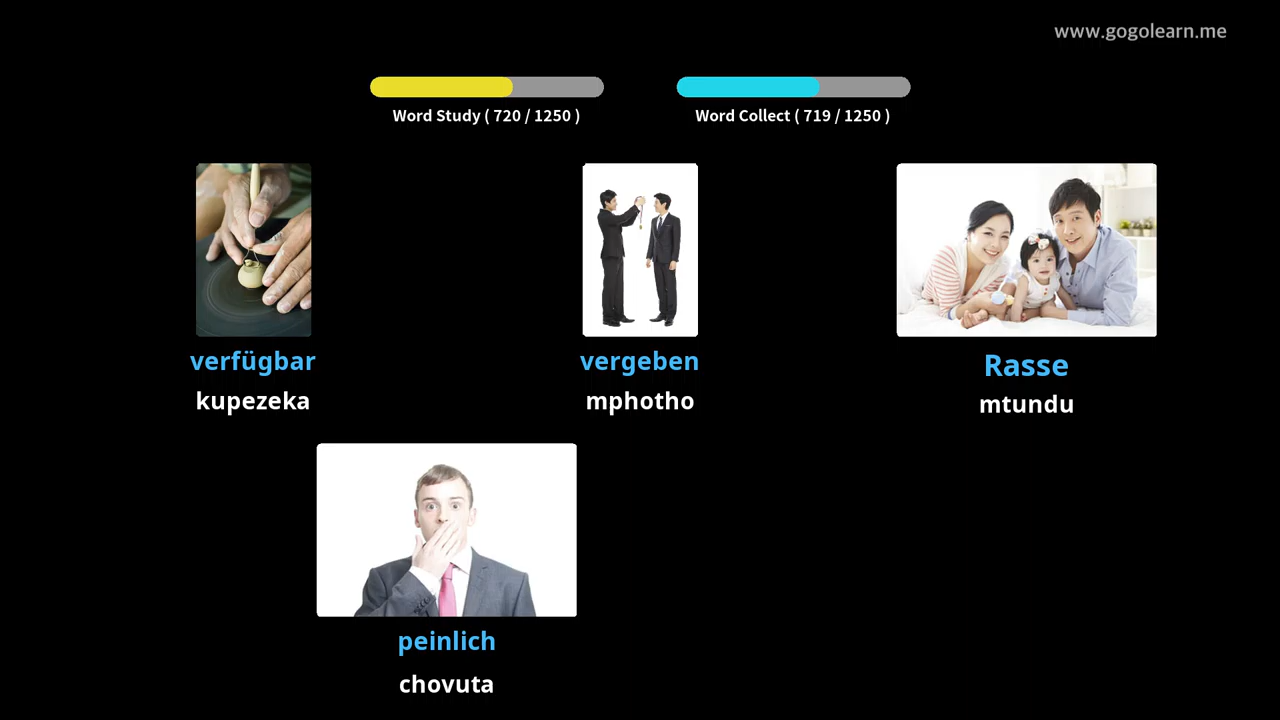 www.gogolearn.me
Word Study ( 720 / 1250 )
Word Collect ( 719 / 1250 )
verfügbar
kupezeka
vergeben
mphotho
Rasse
mtundu
peinlich
chovuta